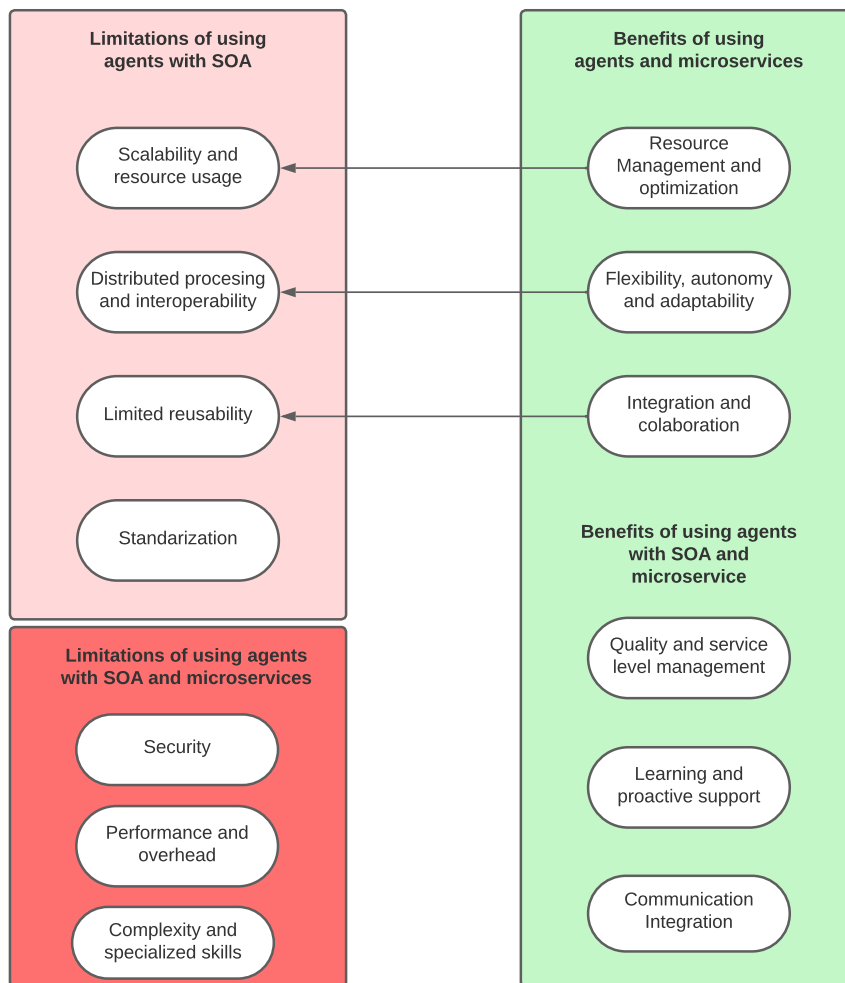 Limitations of using
agents with SOA
Scalability and
resource usage
Distributed procesing
and interoperability
Limited reusability
Standarization
Limitations of using agents
with SOA and microservices
Security
Performance and
overhead
Complexity and
specialized skills
Benefits of using
agents and microservices
Resource
Management and
optimization
Flexibility, autonomy
and adaptability
Integration and
colaboration
Benefits of using agents
with SOA and
microservice
Quality and service
level management
Learning and
proactive support
Communication
Integration